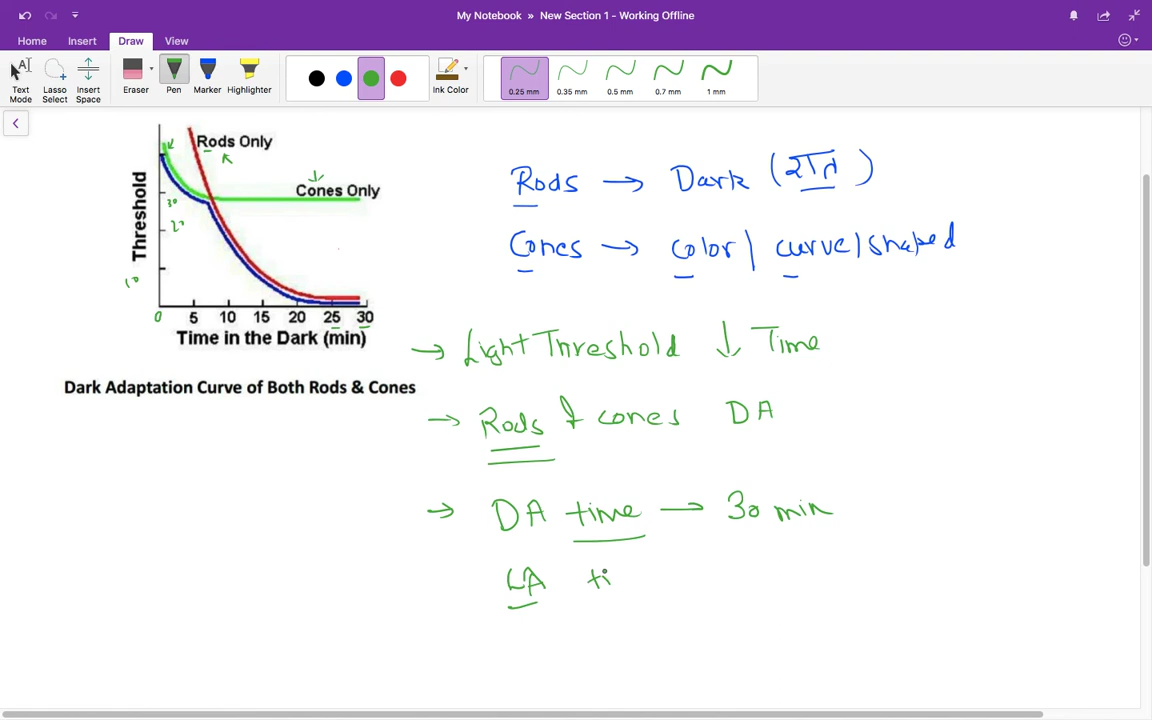 My Notebook » New Section 1 - Working Offline
Home Insert Draw View
Text Mode
Lasso Select
Insert Space
Eraser
Pen
Marker
Highlighter
Ink Color
0.25 mm
0.35 mm
0.5 mm
0.7 mm
1 mm
Rods Only
Cones Only
Threshold
30
20
10
0 5 10 15 20 25 30
Time in the Dark (min)
Dark Adaptation Curve of Both Rods & Cones
Rods → Dark ( )
Cones → color/ curve/shaped
→ Light Threshold ↓ Time
→ Rods & cones DA
→ DA time → 30 min
LA ti